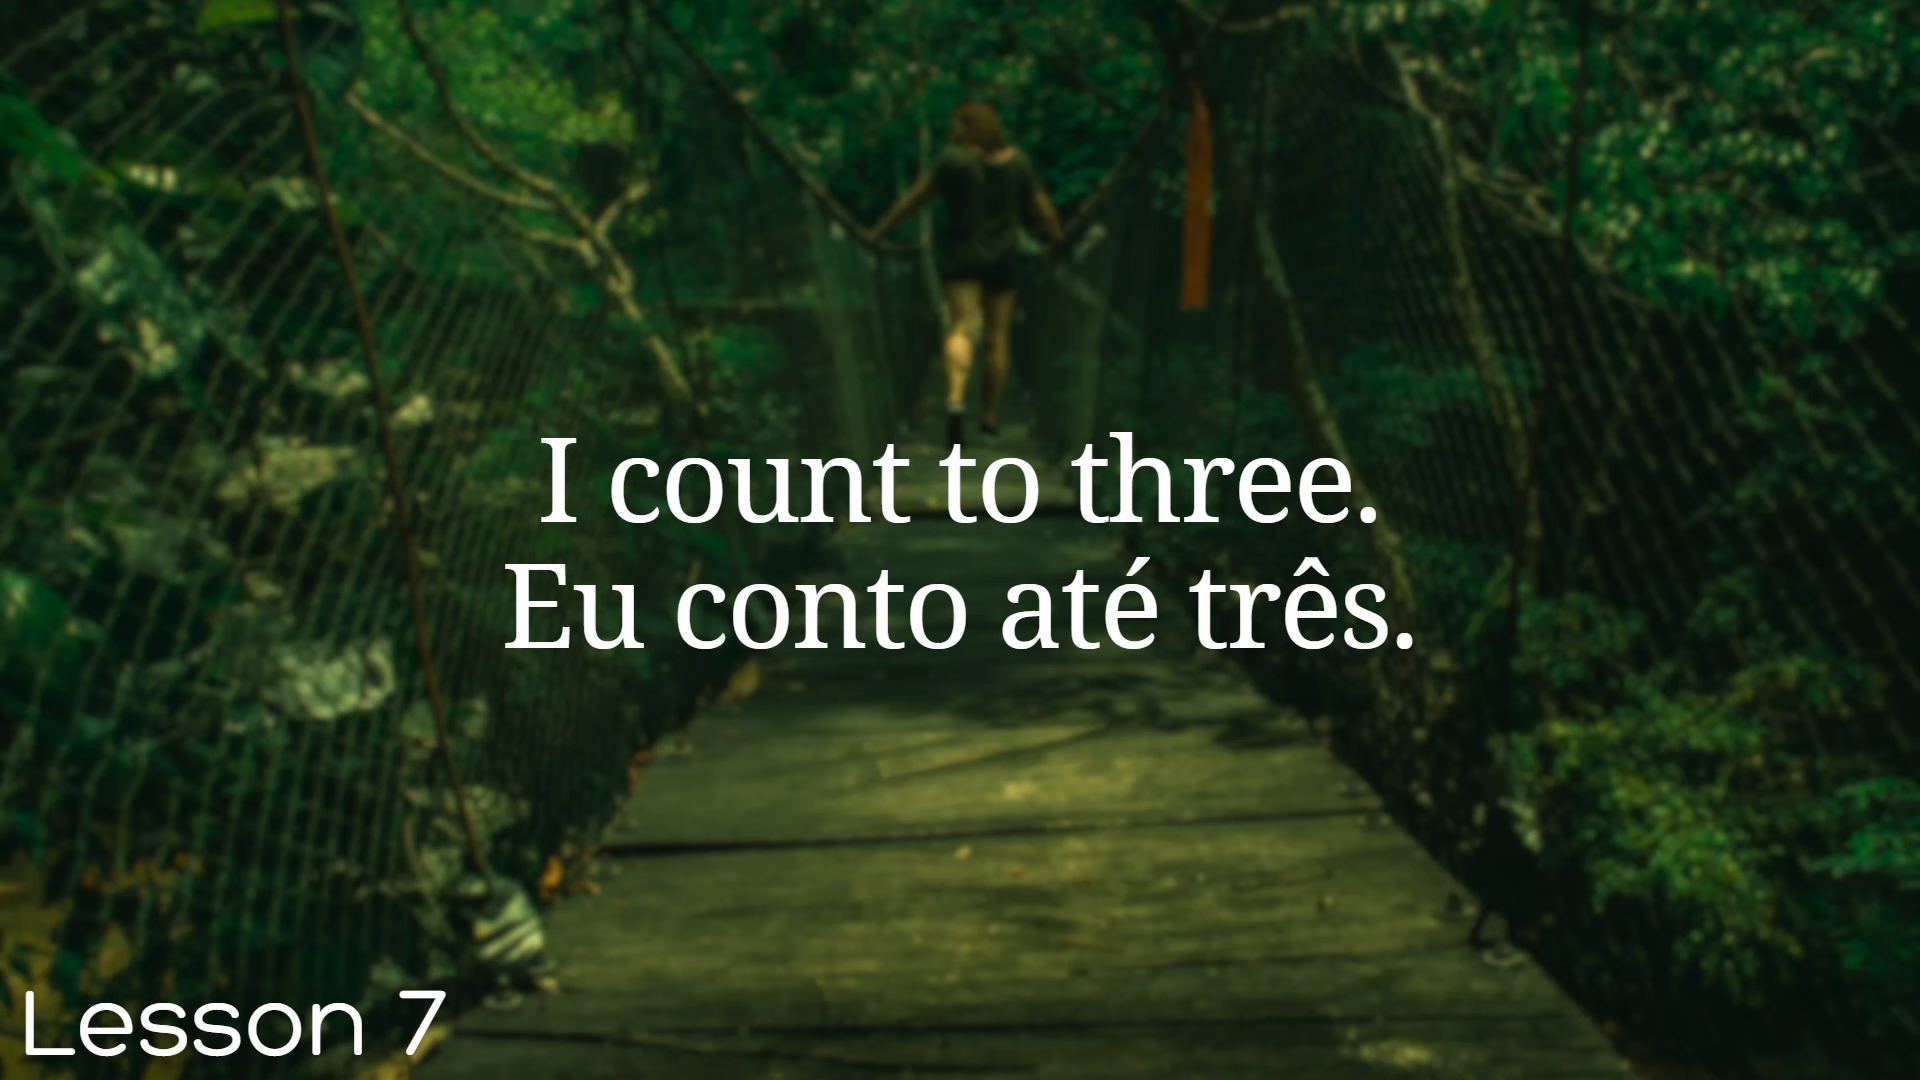 I count to three.
Eu conto até três.
Lesson 7